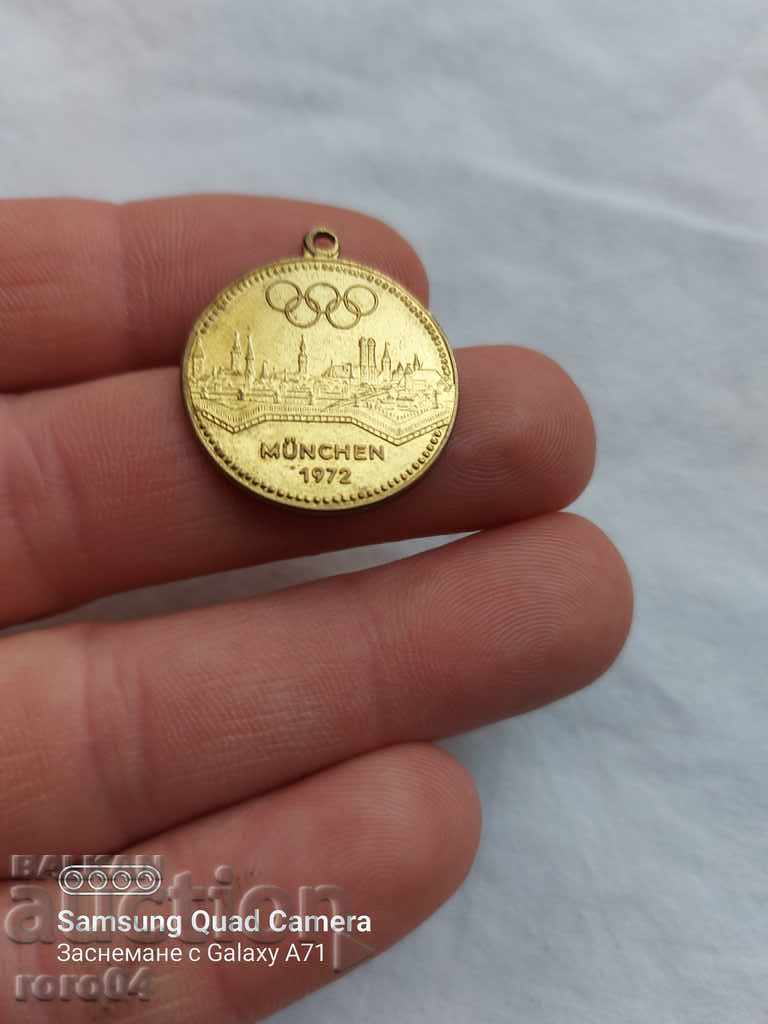 MÜNCHEN
1972
BALKAN
auction
Samsung Quad Camera
Заснемане с Galaxy A71
roro04